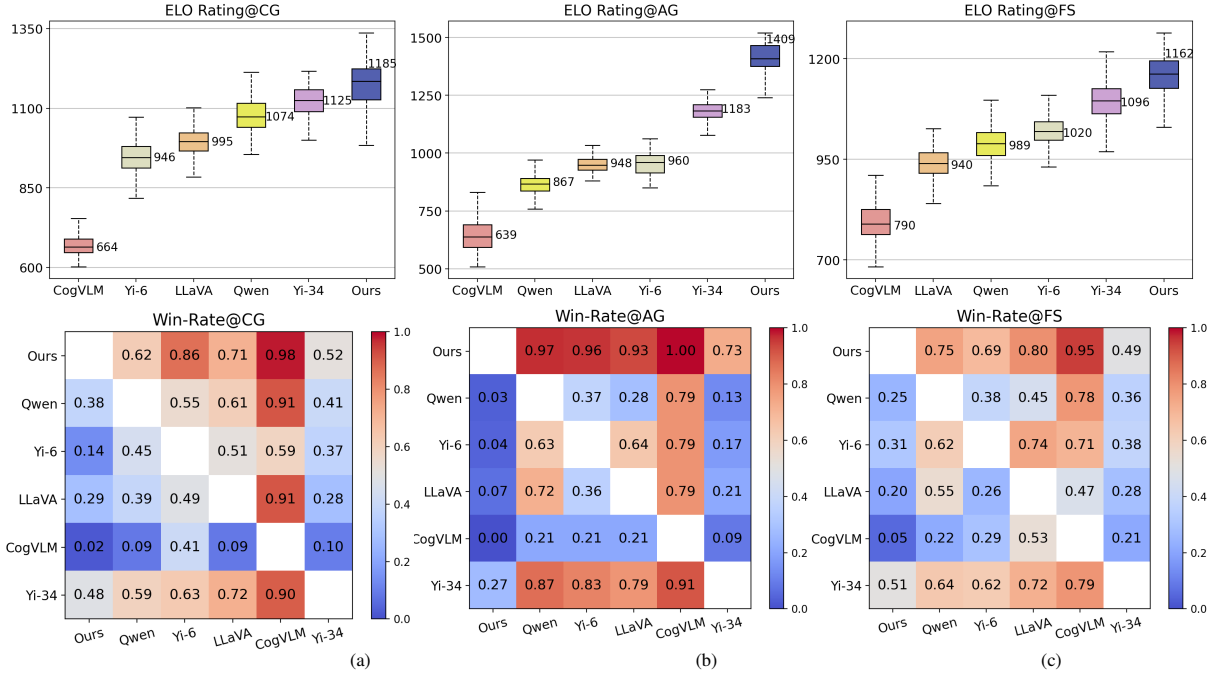 ELO Rating@CG
1350
1100
850
600
664
946
995
1074
1125
1185
CogVLM Yi-6 LLaVA Qwen Yi-34 Ours
ELO Rating@AG
1500
1250
1000
750
500
639
867
948
960
1183
1409
CogVLM Qwen LLaVA Yi-6 Yi-34 Ours
ELO Rating@FS
1200
950
700
790
940
989
1020
1096
1162
CogVLM LLaVA Qwen Yi-6 Yi-34 Ours
Win-Rate@CG
Ours 0.62 0.86 0.71 0.98 0.52
Qwen 0.38 0.55 0.61 0.91 0.41
Yi-6 0.14 0.45 0.51 0.59 0.37
LLaVA 0.29 0.39 0.49 0.91 0.28
CogVLM 0.02 0.09 0.41 0.09 0.10
Yi-34 0.48 0.59 0.63 0.72 0.90
Ours Qwen Yi-6 LLaVA CogVLM Yi-34
1.0
0.8
0.6
0.4
0.2
0.0
(a)
Win-Rate@AG
Ours 0.97 0.96 0.93 1.00 0.73
Qwen 0.03 0.37 0.28 0.79 0.13
Yi-6 0.04 0.63 0.64 0.79 0.17
LLaVA 0.07 0.72 0.36 0.79 0.21
CogVLM 0.00 0.21 0.21 0.21 0.09
Yi-34 0.27 0.87 0.83 0.79 0.91
Ours Qwen Yi-6 LLaVA CogVLM Yi-34
1.0
0.8
0.6
0.4
0.2
0.0
(b)
Win-Rate@FS
Ours 0.75 0.69 0.80 0.95 0.49
Qwen 0.25 0.38 0.45 0.78 0.36
Yi-6 0.31 0.62 0.74 0.71 0.38
LLaVA 0.20 0.55 0.26 0.47 0.28
CogVLM 0.05 0.22 0.29 0.53 0.21
Yi-34 0.51 0.64 0.62 0.72 0.79
Ours Qwen Yi-6 LLaVA CogVLM Yi-34
1.0
0.8
0.6
0.4
0.2
0.0
(c)